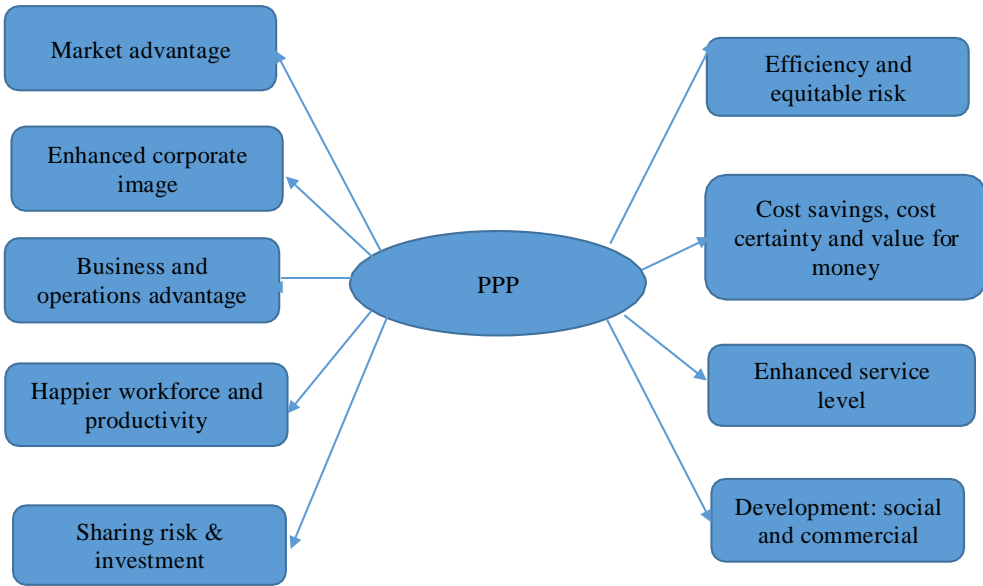 Market advantage
Enhanced corporate
image
Business and
operations advantage
Happier workforce and
productivity
Sharing risk &
investment
PPP
Efficiency and
equitable risk
Cost savings, cost
certainty and value for
money
Enhanced service
level
Development: social
and commercial